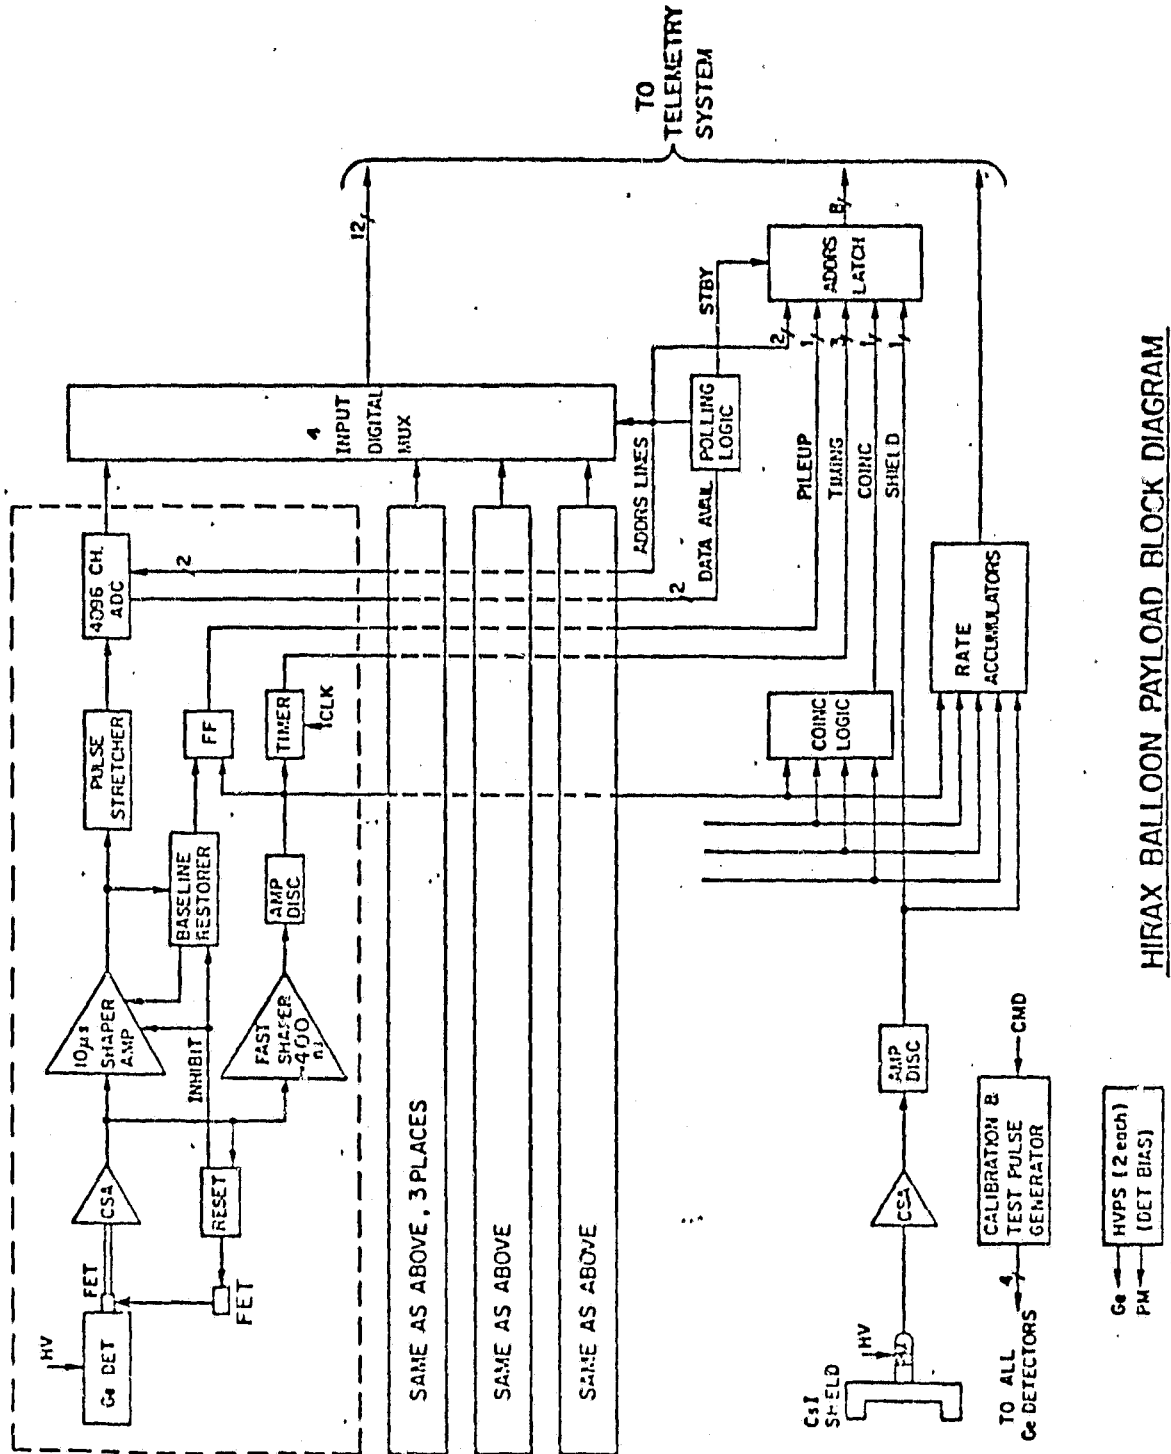 HV
Ge DET
FET
CSA
RESET
FET
INHIBIT
10μs
SHAPER
AMP
FAST
SHAPER
400
BASELINE
RESTORER
AMP
DISC
PULSE
STRETCHER
FF
TIMER
CLK
4096 CH.
ADC
2
SAME AS ABOVE, 3 PLACES
SAME AS ABOVE
SAME AS ABOVE
4
INPUT
DIGITAL
MUX
12
TO
TELEMETRY
SYSTEM
ADDRS LINES
DATA AVAIL
2
POLLING
LOGIC
STBY
PILEUP
TIMING
COINC
SHIELD
2
1
3
1
1
ADDRS
LATCH
8
COINC
LOGIC
RATE
ACCUMULATORS
CsI
SHIELD
HV
CSA
AMP
DISC
CALIBRATION &
TEST PULSE
GENERATOR
CMD
4
TO ALL
Ge DETECTORS
HVPS (2 each)
(DET BIAS)
Ge
PM
HIRAX BALLOON PAYLOAD BLOCK DIAGRAM